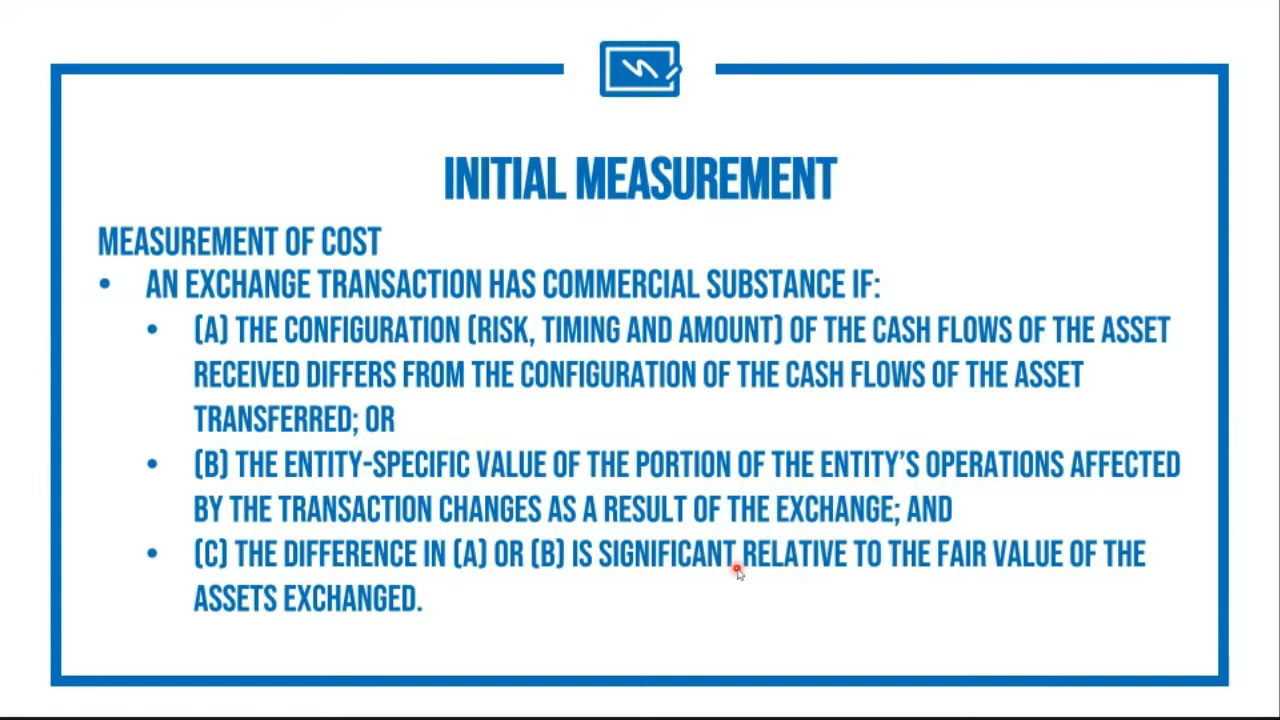 INITIAL MEASUREMENT
MEASUREMENT OF COST
• AN EXCHANGE TRANSACTION HAS COMMERCIAL SUBSTANCE IF:
• (A) THE CONFIGURATION (RISK, TIMING AND AMOUNT) OF THE CASH FLOWS OF THE ASSET
RECEIVED DIFFERS FROM THE CONFIGURATION OF THE CASH FLOWS OF THE ASSET
TRANSFERRED; OR
• (B) THE ENTITY-SPECIFIC VALUE OF THE PORTION OF THE ENTITY'S OPERATIONS AFFECTED
BY THE TRANSACTION CHANGES AS A RESULT OF THE EXCHANGE; AND
• (C) THE DIFFERENCE IN (A) OR (B) IS SIGNIFICANT RELATIVE TO THE FAIR VALUE OF THE
ASSETS EXCHANGED.